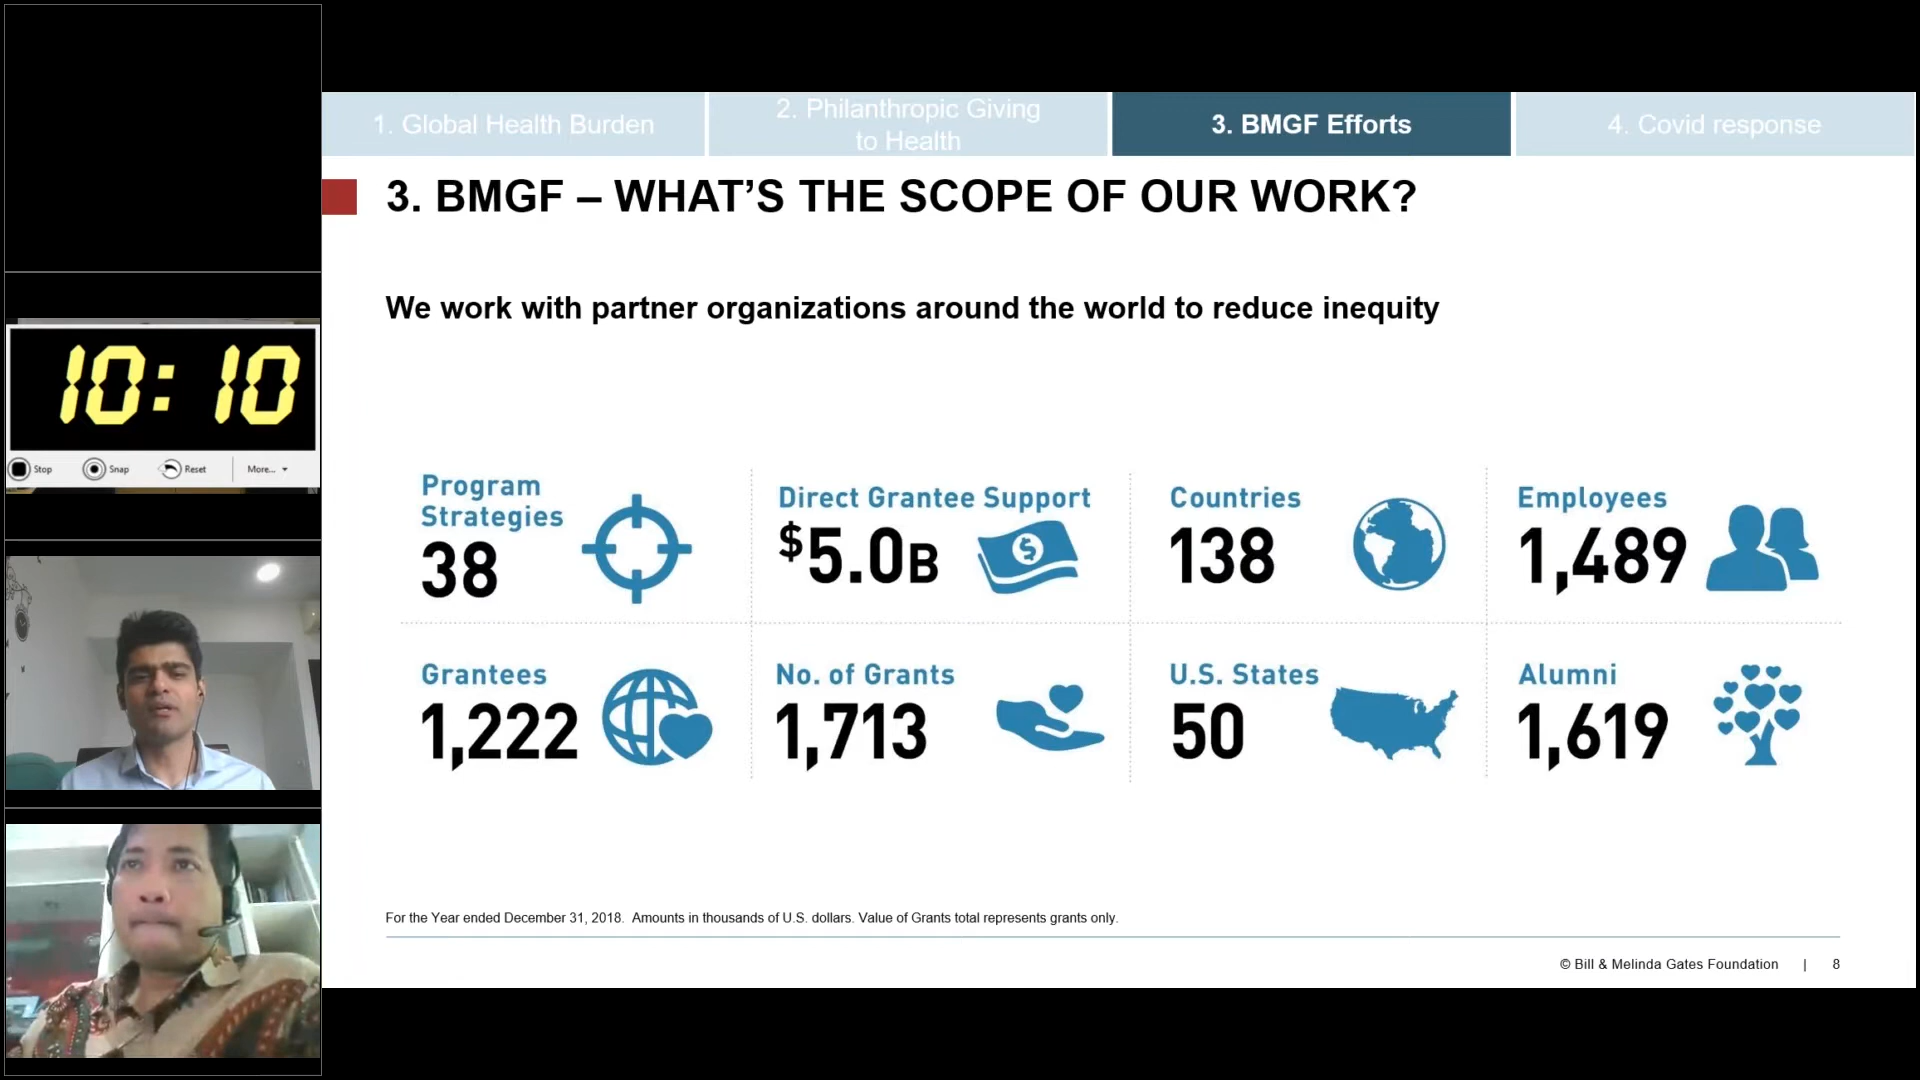 1. Global Health Burden
2. Philanthropic Giving
to Health
3. BMGF Efforts
4. Covid response
3. BMGF – WHAT’S THE SCOPE OF OUR WORK?
We work with partner organizations around the world to reduce inequity
10:10
Stop
Snap
Reset
More...
Program
Strategies
38
Direct Grantee Support
$5.0B
Countries
138
Employees
1,489
Grantees
1,222
No. of Grants
1,713
U.S. States
50
Alumni
1,619
For the Year ended December 31, 2018. Amounts in thousands of U.S. dollars. Value of Grants total represents grants only.
© Bill & Melinda Gates Foundation | 8